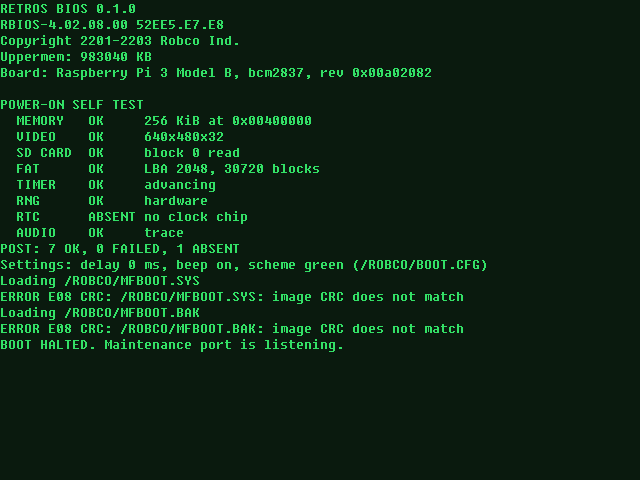 RETROS BIOS 0.1.0
RBIOS-4.02.08.00 52EE5.E7.E8
Copyright 2201-2203 Robco Ind.
Uppermem: 983040 KB
Board: Raspberry Pi 3 Model B, bcm2837, rev 0x00a02082
POWER-ON SELF TEST
MEMORY OK 256 KiB at 0x00400000
VIDEO OK 640x480x32
SD CARD OK block 0 read
FAT OK LBA 2048, 30720 blocks
TIMER OK advancing
RNG OK hardware
RTC ABSENT no clock chip
AUDIO OK trace
POST: 7 OK, 0 FAILED, 1 ABSENT
Settings: delay 0 ms, beep on, scheme green (/ROBCO/BOOT.CFG)
Loading /ROBCO/MFBOOT.SYS
ERROR E08 CRC: /ROBCO/MFBOOT.SYS: image CRC does not match
Loading /ROBCO/MFBOOT.BAK
ERROR E08 CRC: /ROBCO/MFBOOT.BAK: image CRC does not match
BOOT HALTED. Maintenance port is listening.